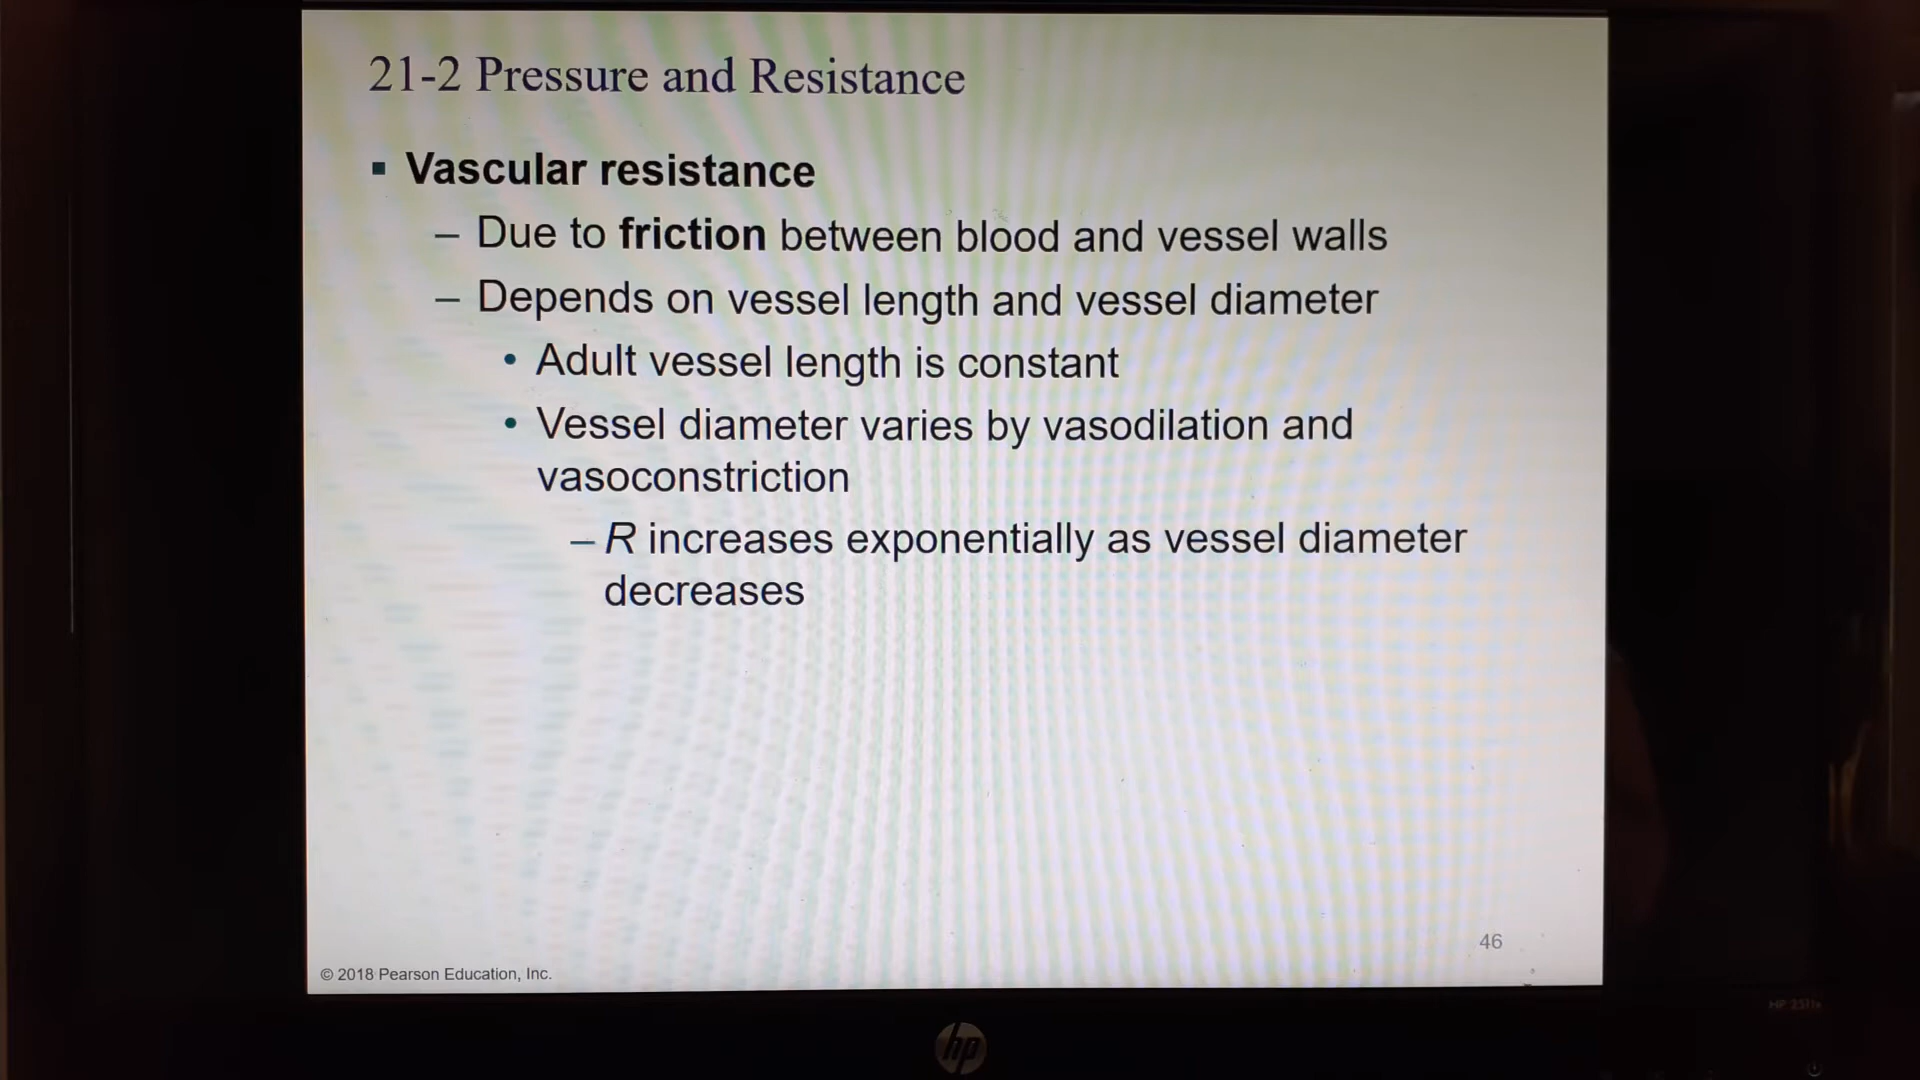 21-2 Pressure and Resistance
▪ Vascular resistance
– Due to friction between blood and vessel walls
– Depends on vessel length and vessel diameter
• Adult vessel length is constant
• Vessel diameter varies by vasodilation and
vasoconstriction
– R increases exponentially as vessel diameter
decreases
46
© 2018 Pearson Education, Inc.
hp